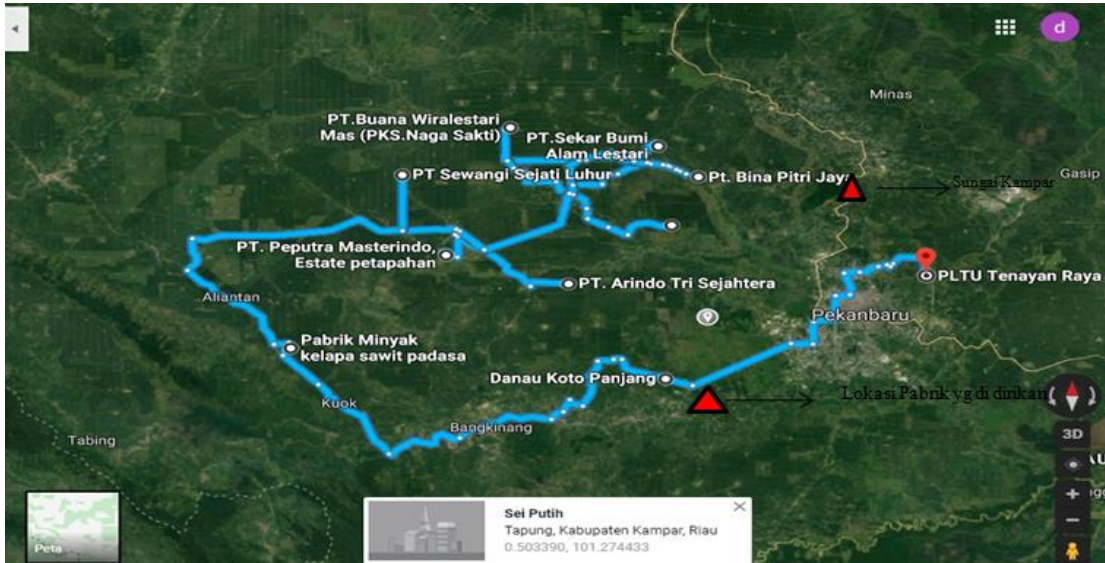 d
Minas
PT.Buana Wiralestari
Mas (PKS.Naga Sakti)
PT.Sekar Bumi
Alam Lestari
PT Sewangi Sejati Luhur
Pt. Bina Pitri Jaya
Sungai Kampar
Gasip
PT. Peputra Masterindo,
Estate petapahan
PLTU Tenayan Raya
PT. Arindo Tri Sejahtera
Aliantan
Pekanbaru
Pabrik Minyak
kelapa sawit padasa
Danau Koto Panjang
Lokasi Pabrik yg di dirikan
Kuok
Bangkinang
Tabing
3D
Sei Putih
Tapung, Kabupaten Kampar, Riau
0.503390, 101.274433
Peta